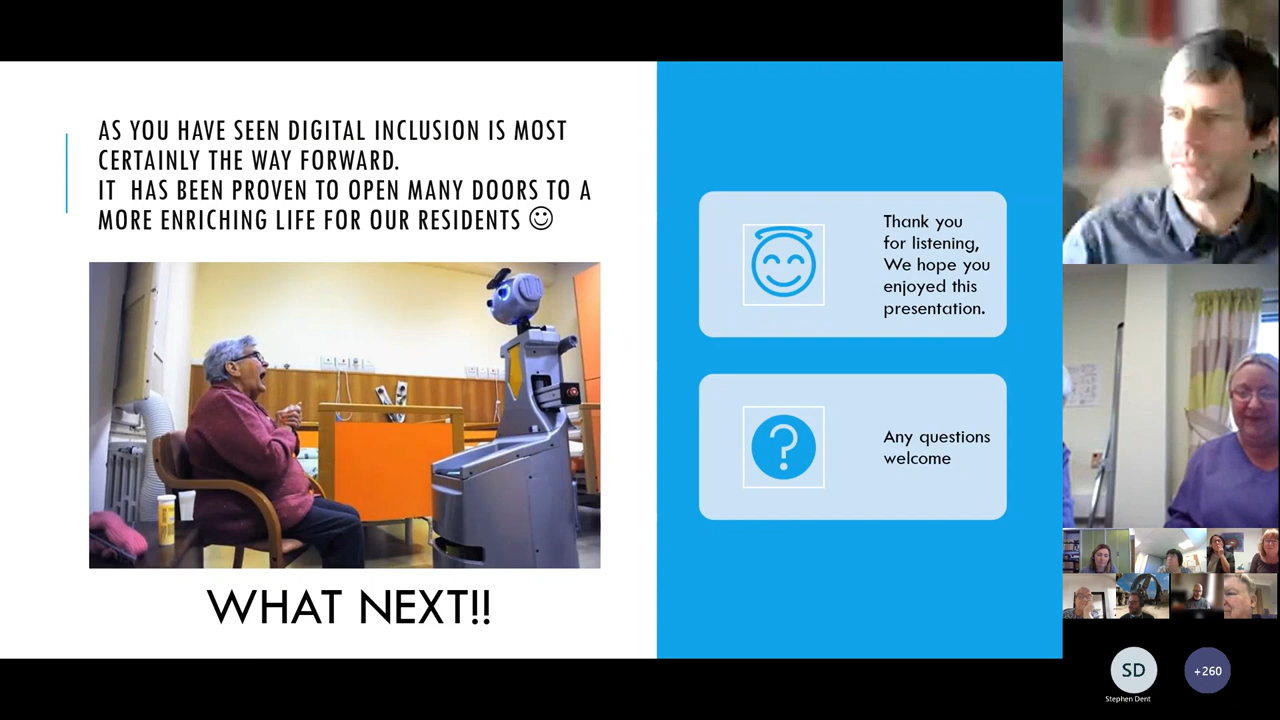 AS YOU HAVE SEEN DIGITAL INCLUSION IS MOST
CERTAINLY THE WAY FORWARD.
IT HAS BEEN PROVEN TO OPEN MANY DOORS TO A
MORE ENRICHING LIFE FOR OUR RESIDENTS ☺
WHAT NEXT!!
Thank you
for listening,
We hope you
enjoyed this
presentation.
Any questions
welcome
SD
Stephen Dent
+260